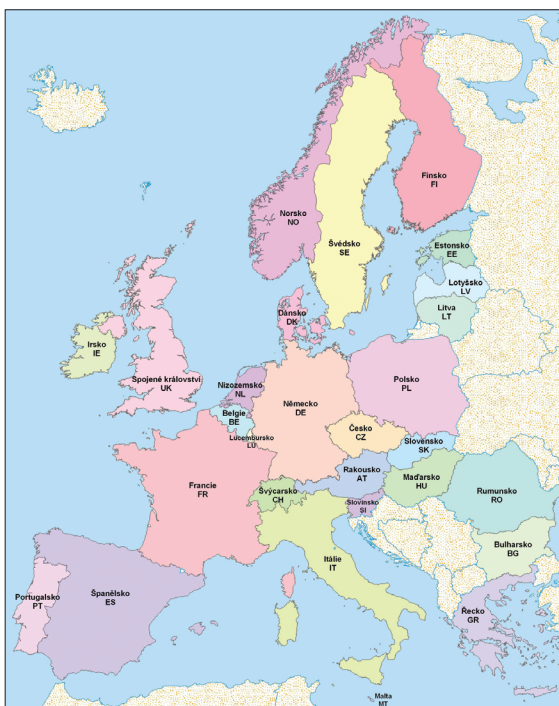 Finsko
FI
Norsko
NO
Švédsko
SE
Estonsko
EE
Lotyšsko
LV
Litva
LT
Dánsko
DK
Irsko
IE
Spojené království
UK
Nizozemsko
NL
Belgie
BE
Lucembursko
LU
Německo
DE
Polsko
PL
Česko
CZ
Slovensko
SK
Rakousko
AT
Maďarsko
HU
Rumunsko
RO
Francie
FR
Švýcarsko
CH
Slovinsko
SI
Bulharsko
BG
Itálie
IT
Portugalsko
PT
Španělsko
ES
Řecko
GR
Malta
MT